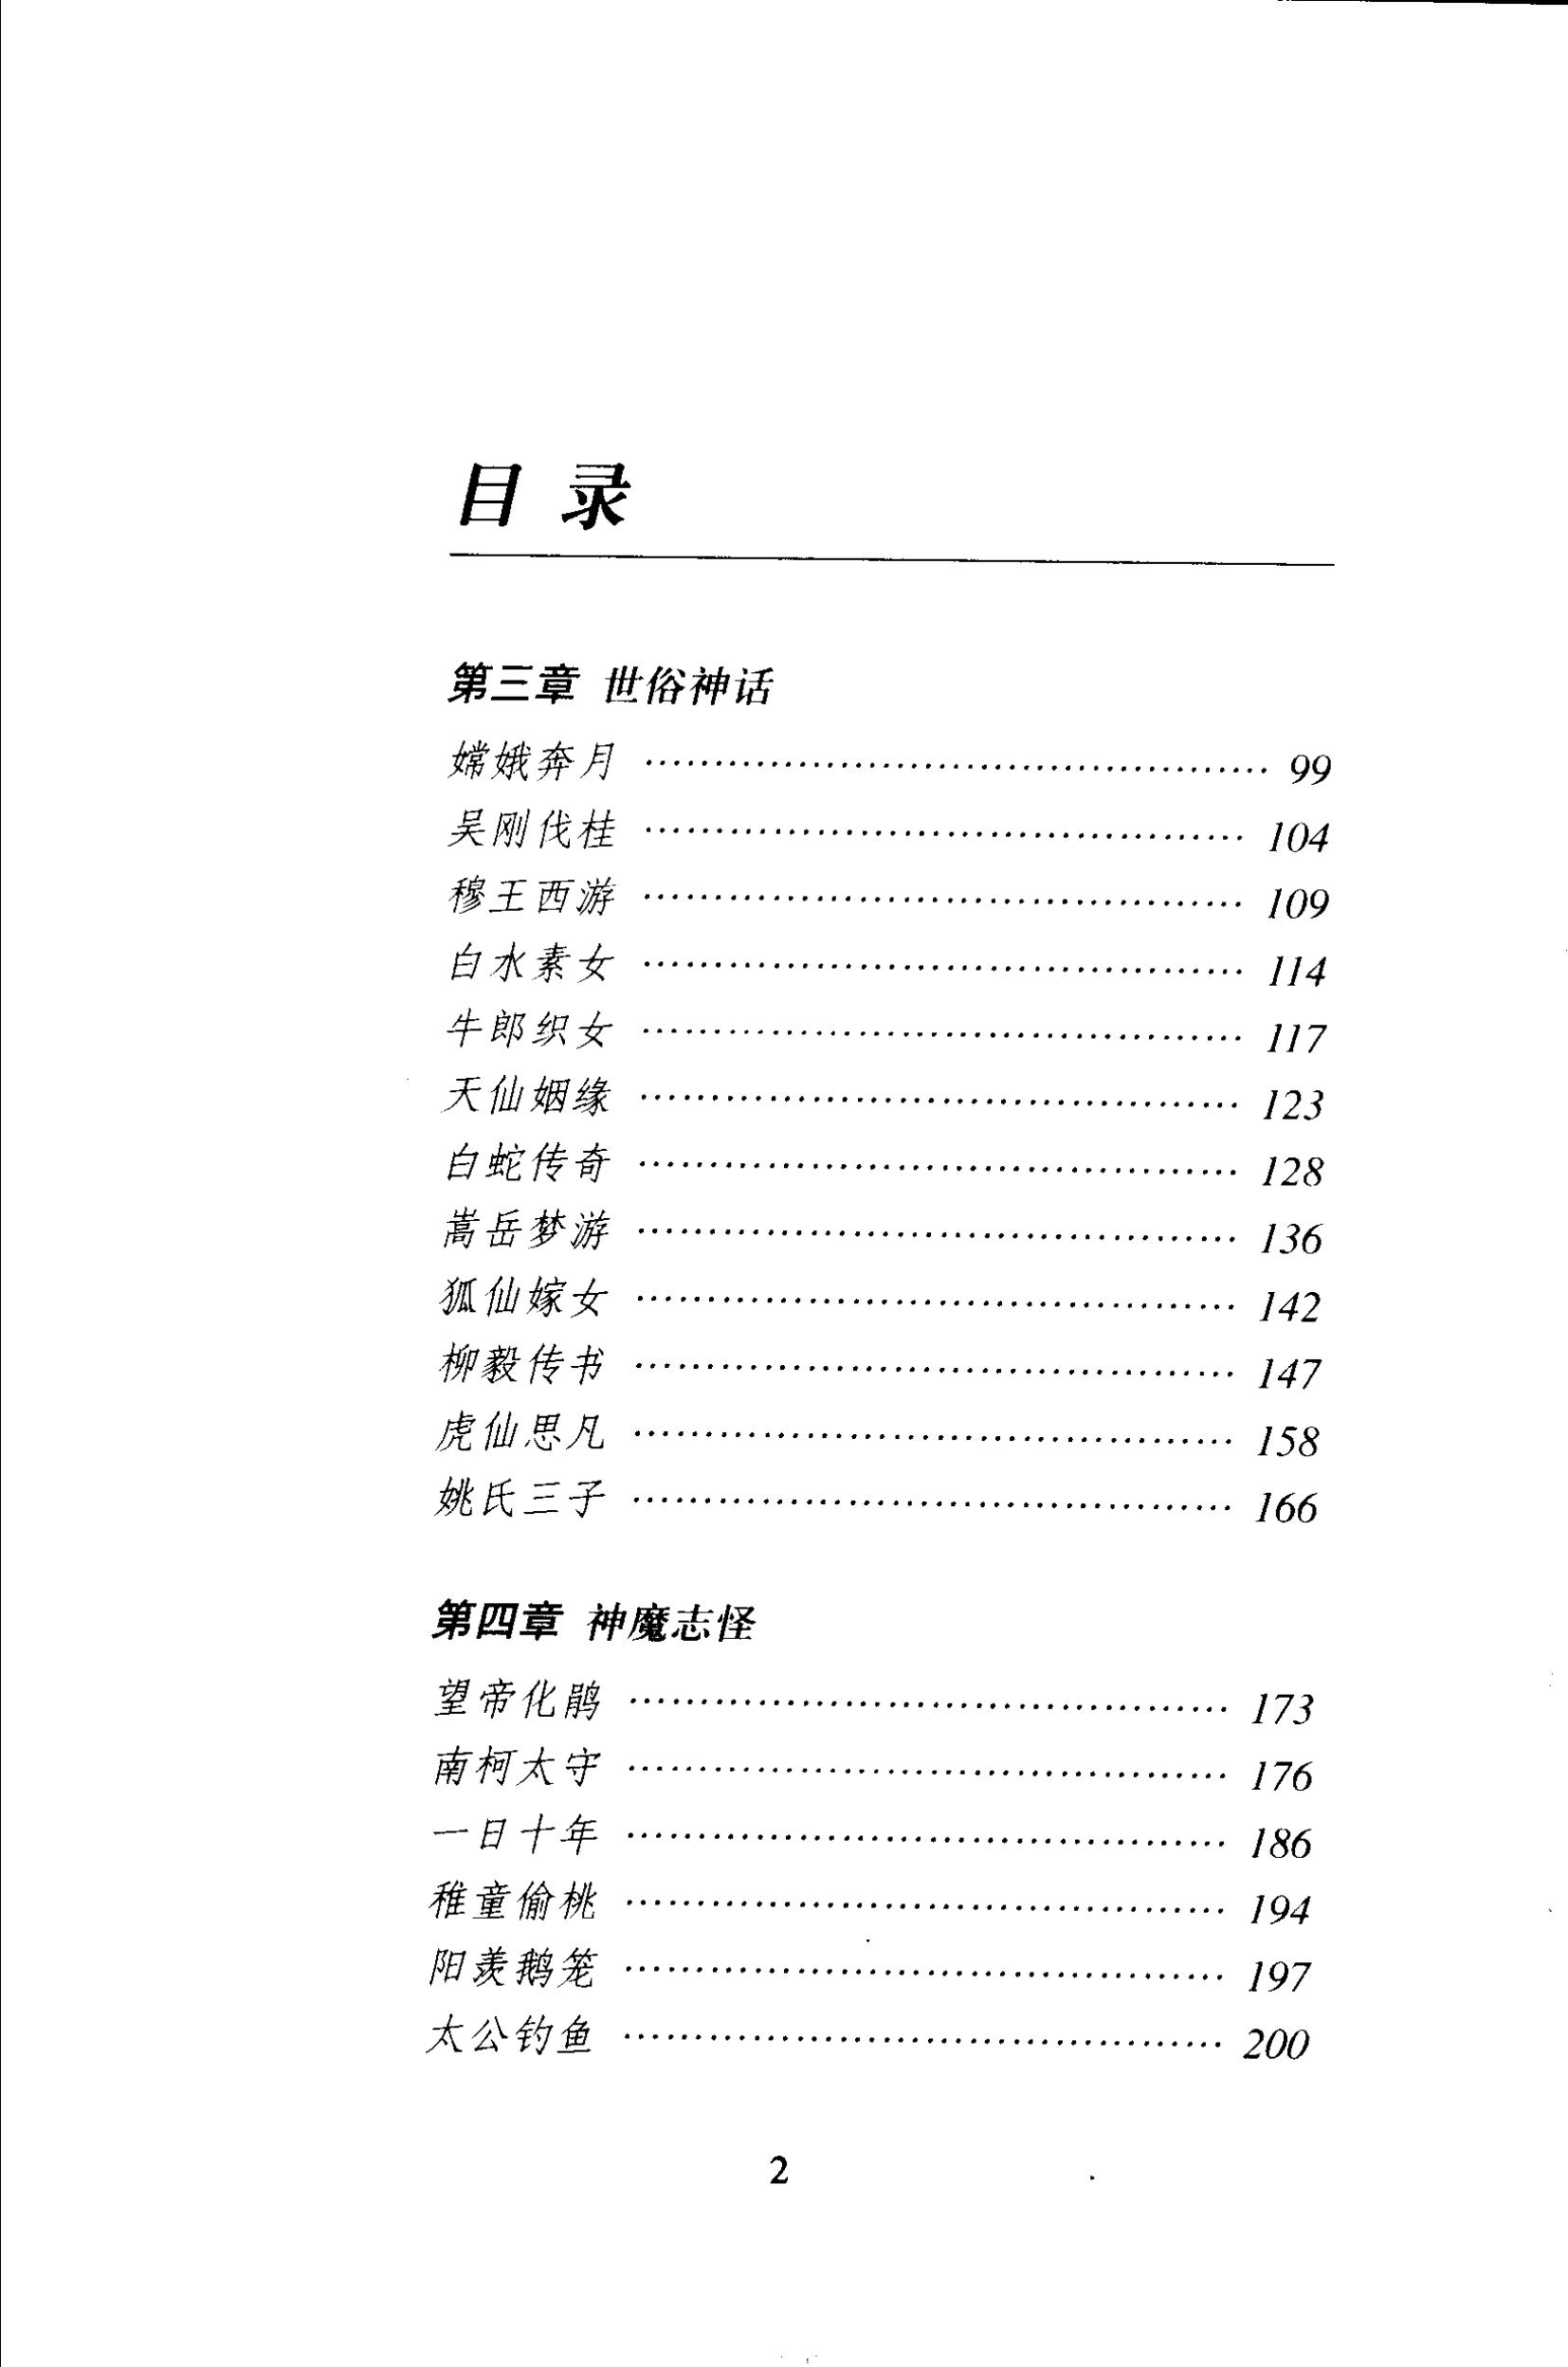 目 录
第三章 世俗神话
嫦娥奔月 ………………………………………… 99
吴刚伐桂 ………………………………………… 104
穆王西游 ………………………………………… 109
白水素女 ………………………………………… 114
牛郎织女 ………………………………………… 117
天仙姻缘 ………………………………………… 123
白蛇传奇 ………………………………………… 128
嵩岳梦游 ………………………………………… 136
狐仙嫁女 ………………………………………… 142
柳毅传书 ………………………………………… 147
虎仙思凡 ………………………………………… 158
姚氏三子 ………………………………………… 166
第四章 神魔志怪
望帝化鹃 ………………………………………… 173
南柯太守 ………………………………………… 176
一日十年 ………………………………………… 186
稚童偷桃 ………………………………………… 194
阳羡鹅笼 ………………………………………… 197
太公钓鱼 ………………………………………… 200
2